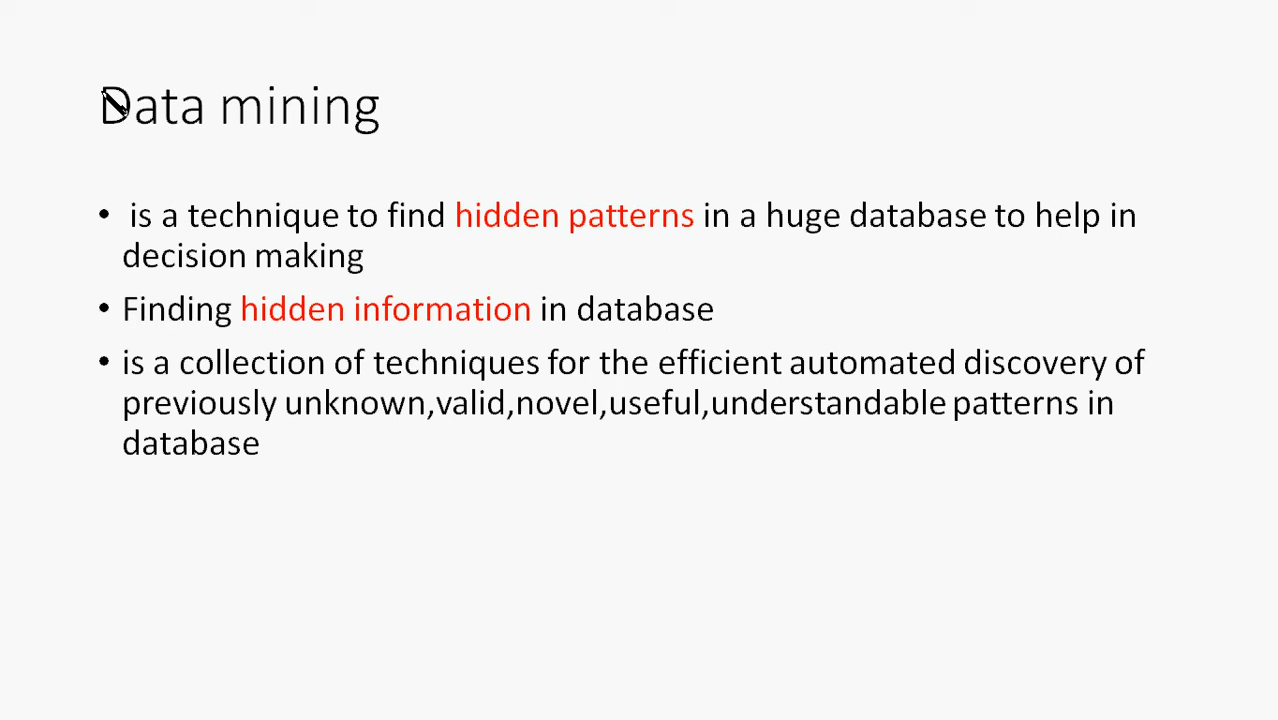 Data mining
• is a technique to find hidden patterns in a huge database to help in
decision making
• Finding hidden information in database
• is a collection of techniques for the efficient automated discovery of
previously unknown,valid,novel,useful,understandable patterns in
database